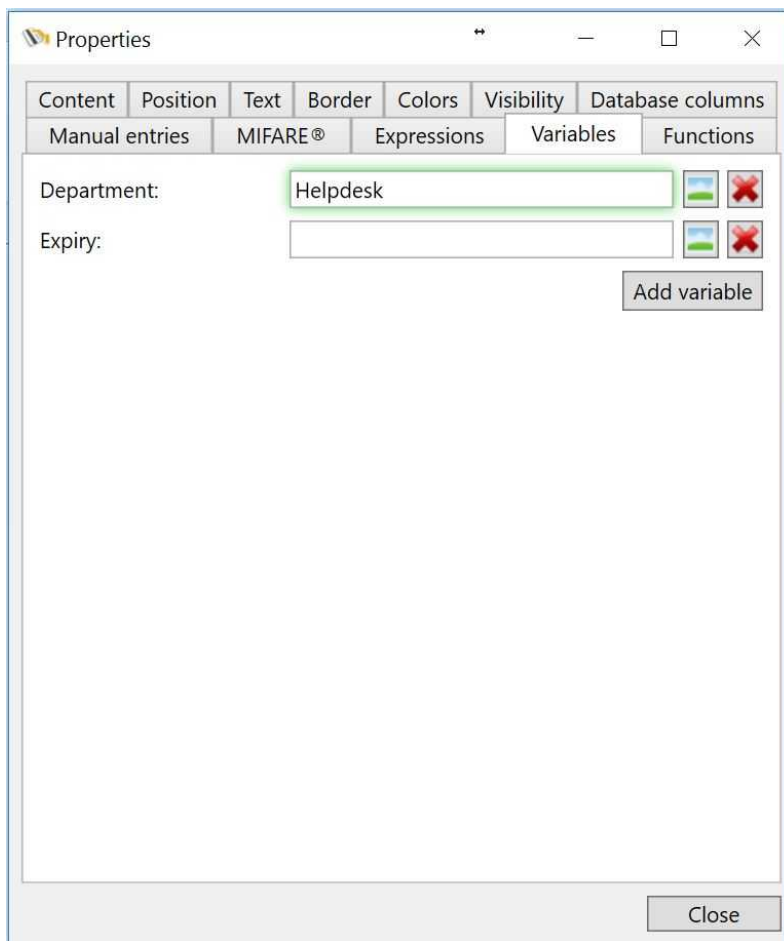 Properties
Content Position Text Border Colors Visibility Database columns
Manual entries MIFARE® Expressions Variables Functions
Department: Helpdesk
Expiry:
Add variable
Close